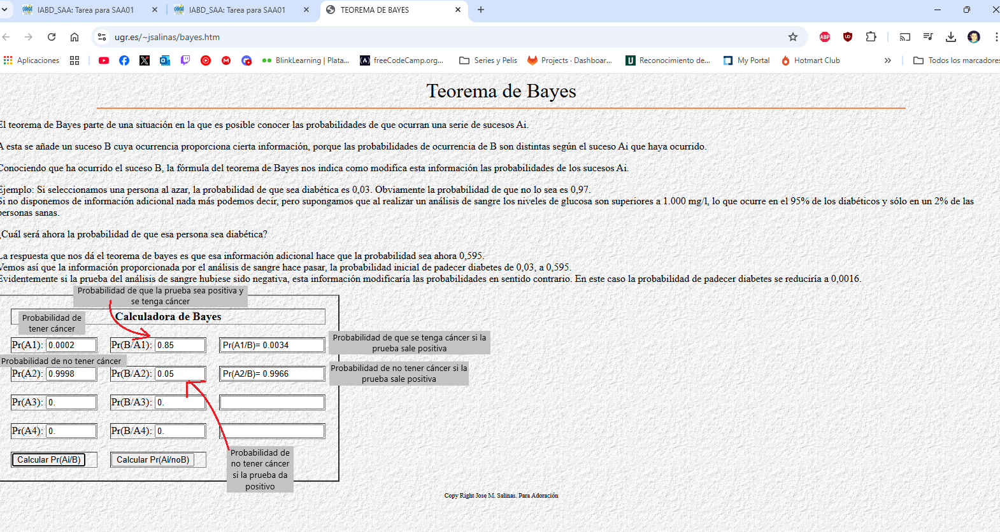 IABD_SAA: Tarea para SAA01
IABD_SAA: Tarea para SAA01
TEOREMA DE BAYES
ugr.es/~jsalinas/bayes.htm
ABP
UD
Aplicaciones
BlinkLearning | Plata...
freeCodeCamp.org...
Series y Pelis
Projects · Dashboar...
Reconocimiento de...
My Portal
Hotmart Club
Todos los marcadores
Teorema de Bayes
El teorema de Bayes parte de una situación en la que es posible conocer las probabilidades de que ocurran una serie de sucesos Ai.
A esta se añade un suceso B cuya ocurrencia proporciona cierta información, porque las probabilidades de ocurrencia de B son distintas según el suceso Ai que haya ocurrido.
Conociendo que ha ocurrido el suceso B, la fórmula del teorema de Bayes nos indica como modifica esta información las probabilidades de los sucesos Ai.
Ejemplo: Si seleccionamos una persona al azar, la probabilidad de que sea diabética es 0,03. Obviamente la probabilidad de que no lo sea es 0,97.
Si no disponemos de información adicional nada más podemos decir, pero supongamos que al realizar un análisis de sangre los niveles de glucosa son superiores a 1.000 mg/l, lo que ocurre en el 95% de los diabéticos y sólo en un 2% de las
personas sanas.
¿Cuál será ahora la probabilidad de que esa persona sea diabética?
La respuesta que nos dá el teorema de bayes es que esa información adicional hace que la probabilidad sea ahora 0,595.
Vemos así que la información proporcionada por el análisis de sangre hace pasar, la probabilidad inicial de padecer diabetes de 0,03, a 0,595.
Evidentemente si la prueba del análisis de sangre hubiese sido negativa, esta información modificaría las probabilidades en sentido contrario. En este caso la probabilidad de padecer diabetes se reduciría a 0,0016.
Probabilidad de que la prueba sea positiva y
se tenga cáncer
Calculadora de Bayes
Probabilidad de
tener cáncer
Pr(A1): 0.0002 Pr(B/A1): 0.85 Pr(A1/B)= 0.0034
Probabilidad de que se tenga cáncer si la
prueba sale positiva
Probabilidad de no tener cáncer
Pr(A2): 0.9998 Pr(B/A2): 0.05 Pr(A2/B)= 0.9966
Probabilidad de no tener cáncer si la
prueba sale positiva
Pr(A3): 0. Pr(B/A3): 0.
Pr(A4): 0. Pr(B/A4): 0.
Calcular Pr(Ai/B) Calcular Pr(Ai/noB)
Probabilidad de
no tener cáncer
si la prueba da
positivo
Copy Right Jose M. Salinas. Para Adoración